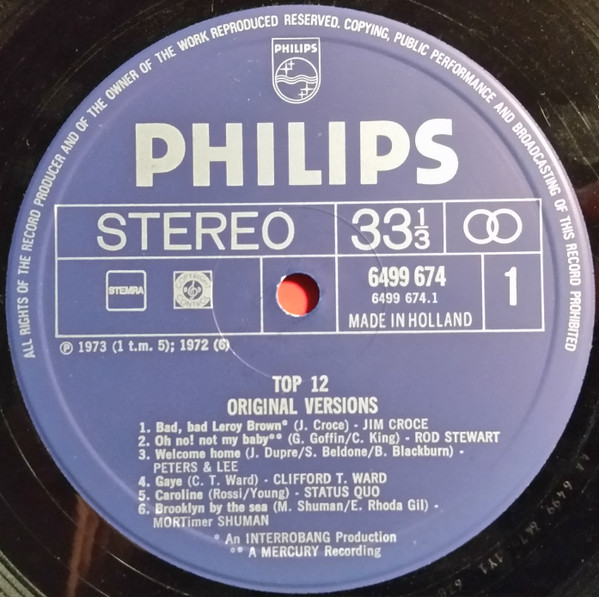 ALL RIGHTS OF THE RECORD PRODUCER AND OF THE OWNER OF THE WORK REPRODUCED RESERVED. COPYING, PUBLIC PERFORMANCE AND BROADCASTING OF THIS RECORD PROHIBITED
PHILIPS
PHILIPS
STEREO 33⅓
STEMRA 6499 674 1
6499 674.1
MADE IN HOLLAND
℗ 1973 (1 t.m. 5); 1972 (6)
TOP 12
ORIGINAL VERSIONS
1. Bad, bad Leroy Brown* (J. Croce) - JIM CROCE
2. Oh no! not my baby** (G. Goffin/C. King) - ROD STEWART
3. Welcome home (J. Dupre/S. Beldone/B. Blackburn) -
PETERS & LEE
4. Gaye (C. T. Ward) - CLIFFORD T. WARD
5. Caroline (Rossi/Young) - STATUS QUO
6. Brooklyn by the sea (M. Shuman/E. Rhoda Gil) -
MORTimer SHUMAN
* An INTERROBANG Production
** A MERCURY Recording